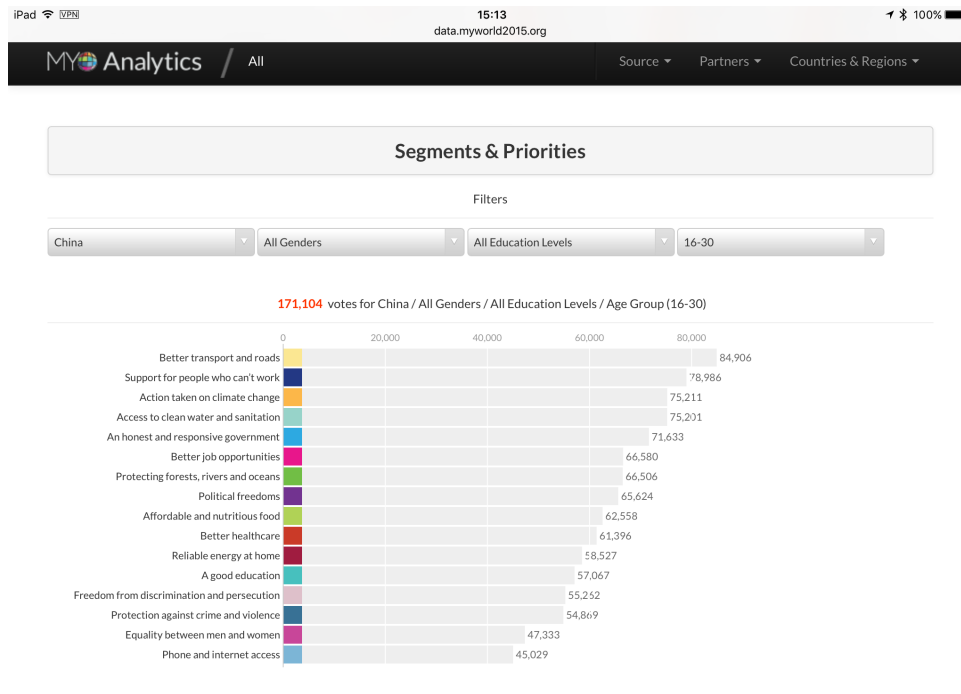 iPad VPN 15:13 100%
data.myworld2015.org
MY Analytics / All Source Partners Countries & Regions
Segments & Priorities
Filters
China All Genders All Education Levels 16-30
171,104 votes for China / All Genders / All Education Levels / Age Group (16-30)
0 20,000 40,000 60,000 80,000
Better transport and roads 84,906
Support for people who can't work 78,986
Action taken on climate change 75,211
Access to clean water and sanitation 75,201
An honest and responsive government 71,633
Better job opportunities 66,580
Protecting forests, rivers and oceans 66,506
Political freedoms 65,624
Affordable and nutritious food 62,558
Better healthcare 61,396
Reliable energy at home 58,527
A good education 57,067
Freedom from discrimination and persecution 55,262
Protection against crime and violence 54,869
Equality between men and women 47,333
Phone and internet access 45,029